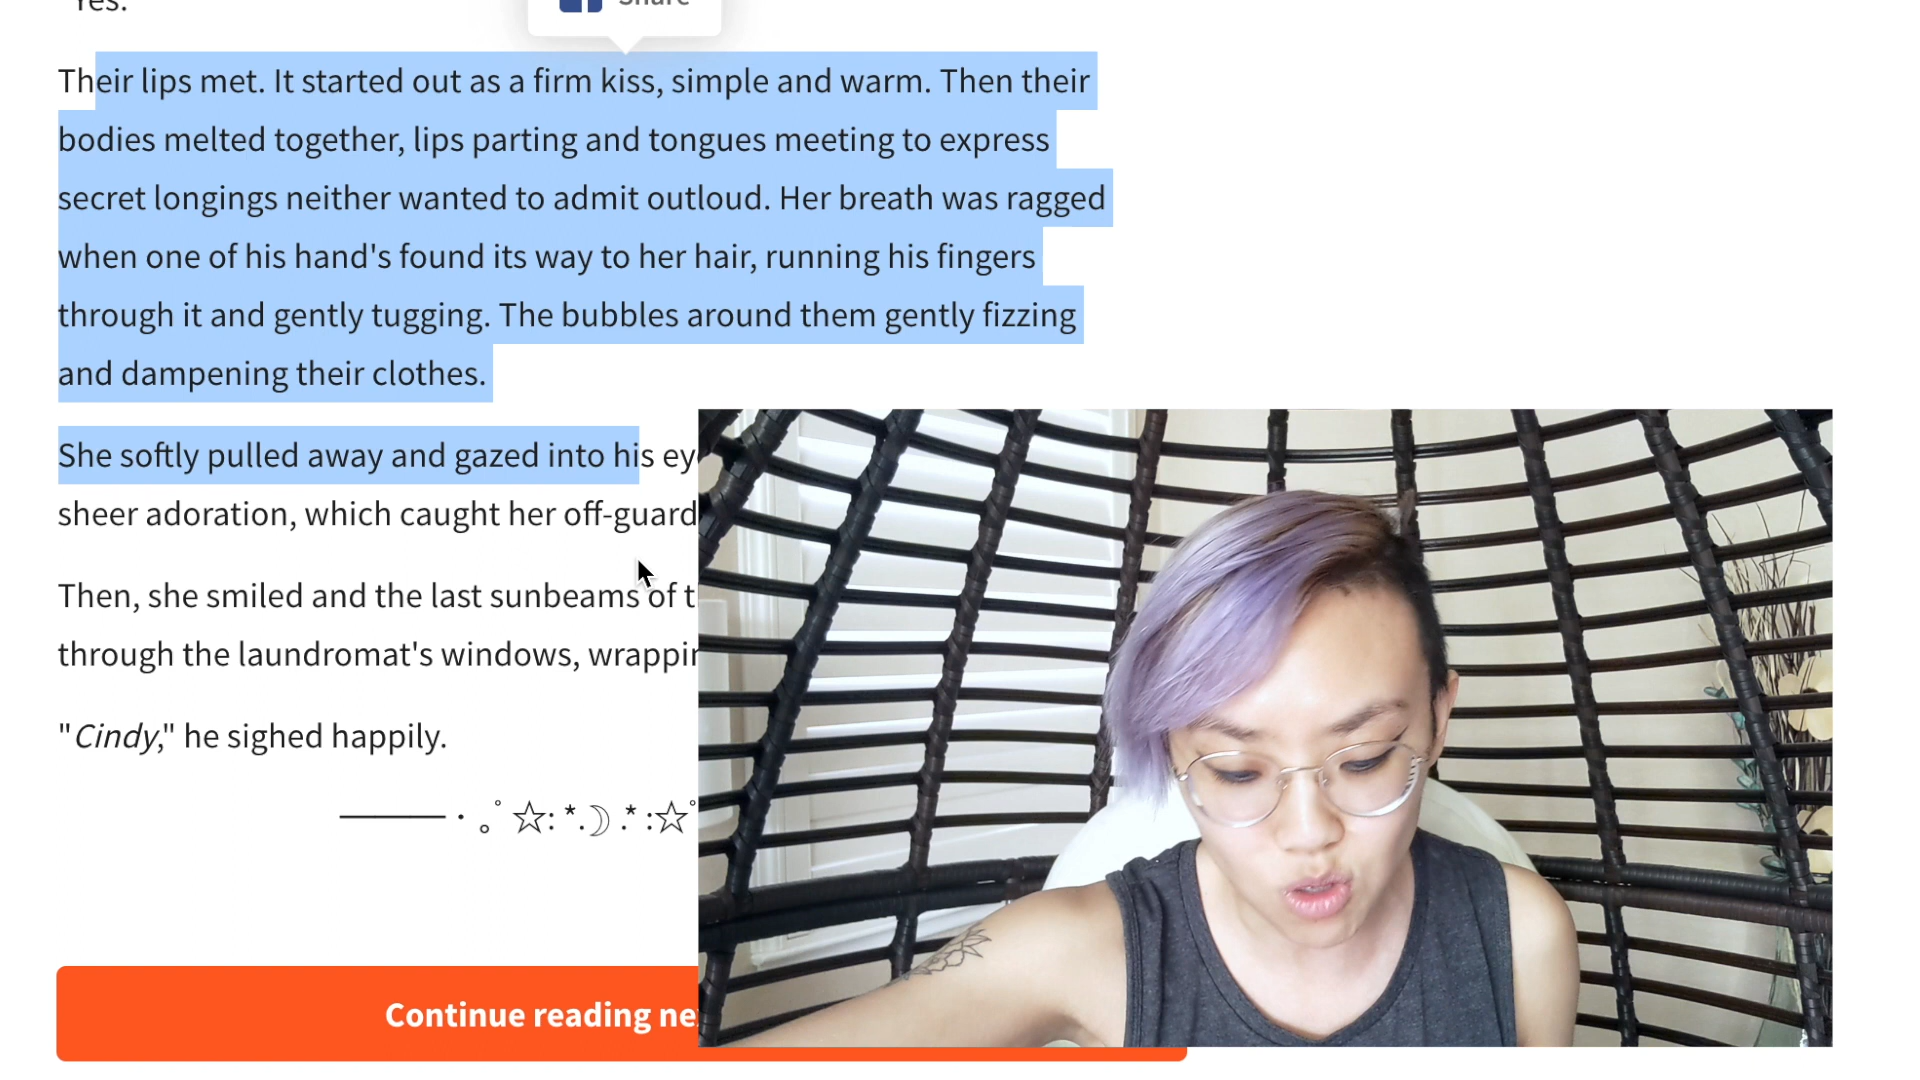 Yes."
Share
Their lips met. It started out as a firm kiss, simple and warm. Then their
bodies melted together, lips parting and tongues meeting to express
secret longings neither wanted to admit outloud. Her breath was ragged
when one of his hand's found its way to her hair, running his fingers
through it and gently tugging. The bubbles around them gently fizzing
and dampening their clothes.
She softly pulled away and gazed into his
sheer adoration, which caught her off-guard
Then, she smiled and the last sunbeams of
through the laundromat's windows,
"Cindy," he sighed happily.
——— · 。ﾟ☆: *.☽ .* :☆ﾟ
Continue reading